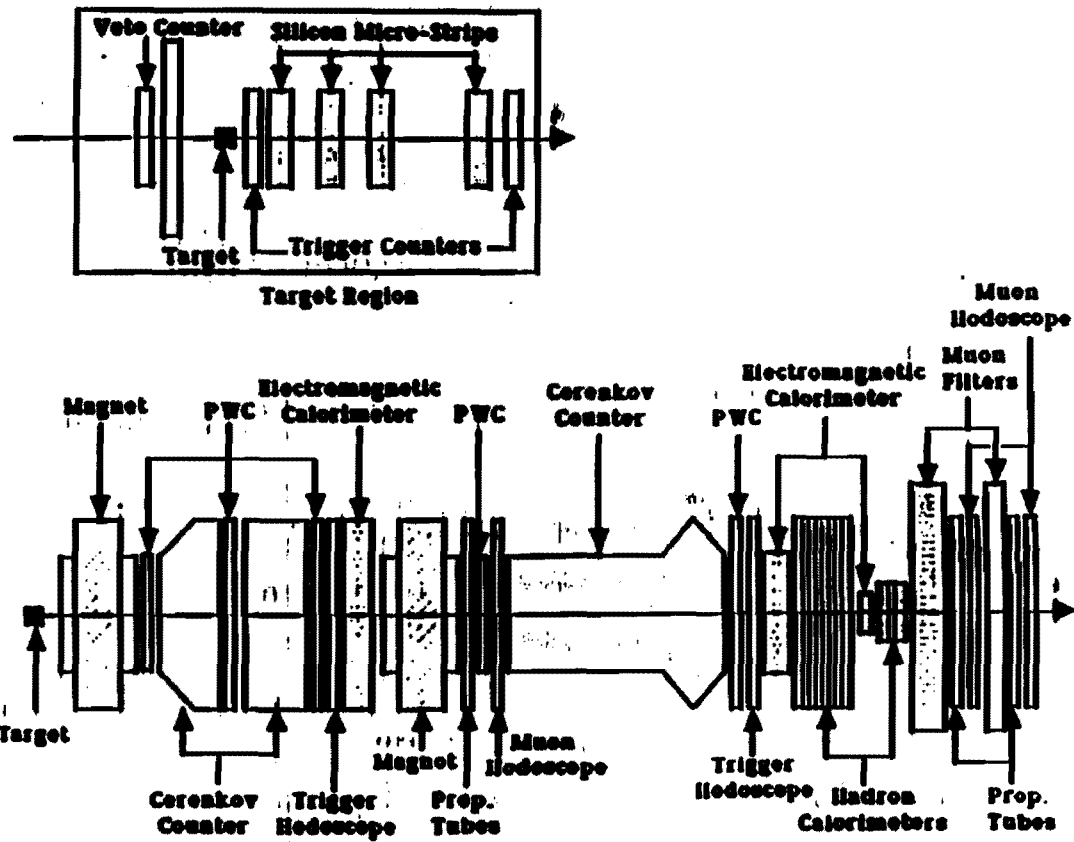 Veto Counter
Silicon Micro-Strips
Target
Trigger Counters
Target Region
Muon
Hodoscope
Muon
Filters
Electromagnetic
Calorimeter
Electromagnetic
Calorimeter
Cerenkov
Counter
Magnet
PWC
PWC
PWC
Target
Magnet
Muon
Hodoscope
Trigger
Hodoscope
Cerenkov
Counter
Trigger
Hodoscope
Prop.
Tubes
Hadron
Calorimeters
Prop.
Tubes